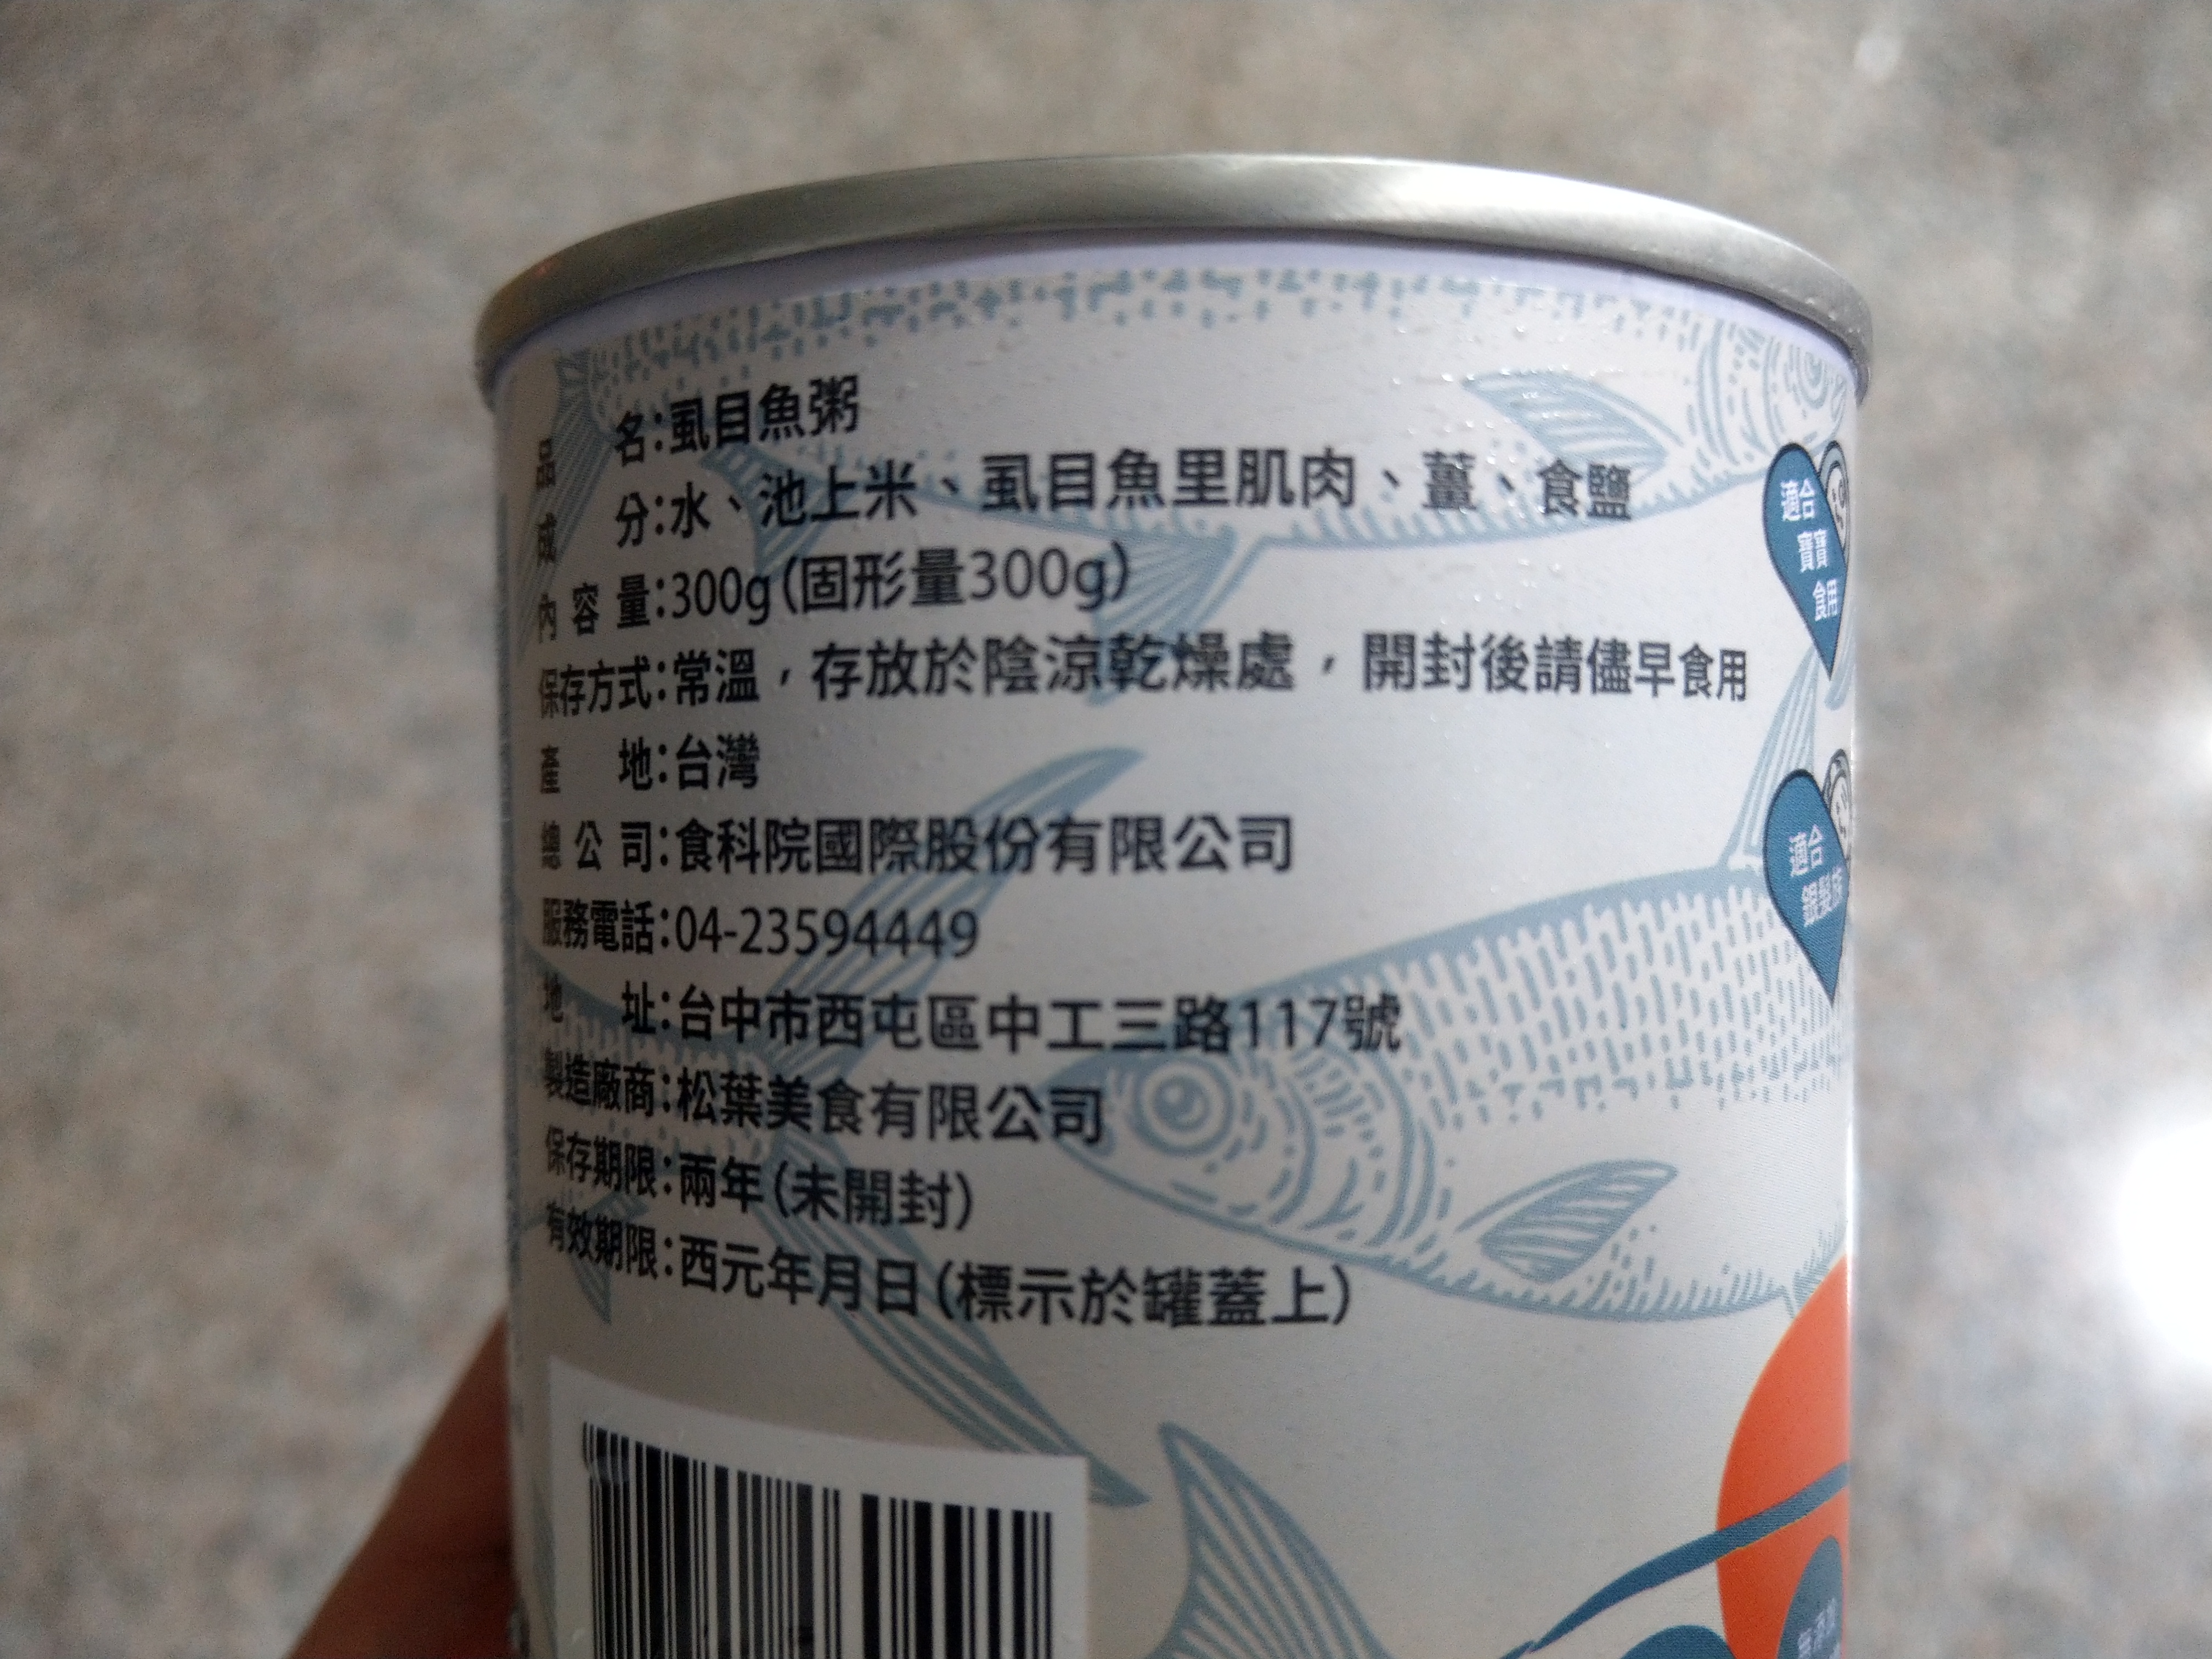 品名：虱目魚粥
成分：水、池上米、虱目魚里肌肉、薑、食鹽
內容量：300g（固形量300g）
保存方式：常溫，存放於陰涼乾燥處，開封後請儘早食用
產地：台灣
總公司：食科院國際股份有限公司
服務電話：04-23594449
地址：台中市西屯區中工三路117號
製造廠商：松葉美食有限公司
保存期限：兩年（未開封）
有效期限：西元年月日（標示於罐蓋上）
適合
寶寶
食用
適合
銀髮族